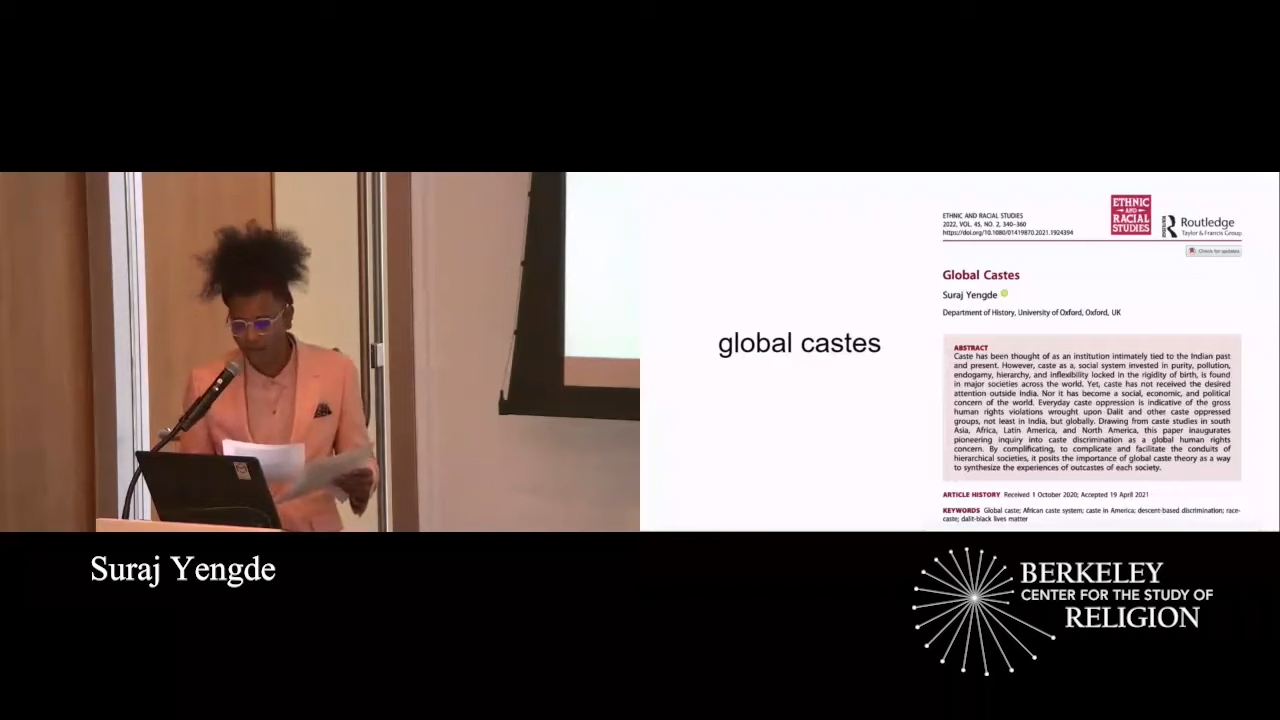 global castes
ETHNIC AND RACIAL STUDIES
2022, VOL. 45, NO. 2, 340–360
https://doi.org/10.1080/01419870.2021.1924394
ETHNIC
AND
RACIAL
STUDIES
Routledge
Taylor & Francis Group
Check for updates
Global Castes
Suraj Yengde
Department of History, University of Oxford, Oxford, UK
ABSTRACT
Caste has been thought of as an institution intimately tied to the Indian past
and present. However, caste as a, social system invested in purity, pollution,
endogamy, hierarchy, and inflexibility locked in the rigidity of birth, is found
in major societies across the world. Yet, caste has not received the desired
attention outside India. Nor it has become a social, economic, and political
concern of the world. Everyday caste oppression is indicative of the gross
human rights violations wrought upon Dalit and other caste oppressed
groups, not least in India, but globally. Drawing from caste studies in south
Asia, Africa, Latin America, and North America, this paper inaugurates
pioneering inquiry into caste discrimination as a global human rights
concern. By complificating, to complicate and facilitate the conduits of
hierarchical societies, it posits the importance of global caste theory as a way
to synthesize the experiences of outcastes of each society.
ARTICLE HISTORY Received 1 October 2020; Accepted 19 April 2021
KEYWORDS Global caste; African caste system; caste in America; descent-based discrimination; race-
caste; dalit-black lives matter
Suraj Yengde
BERKELEY
CENTER FOR THE STUDY OF
RELIGION